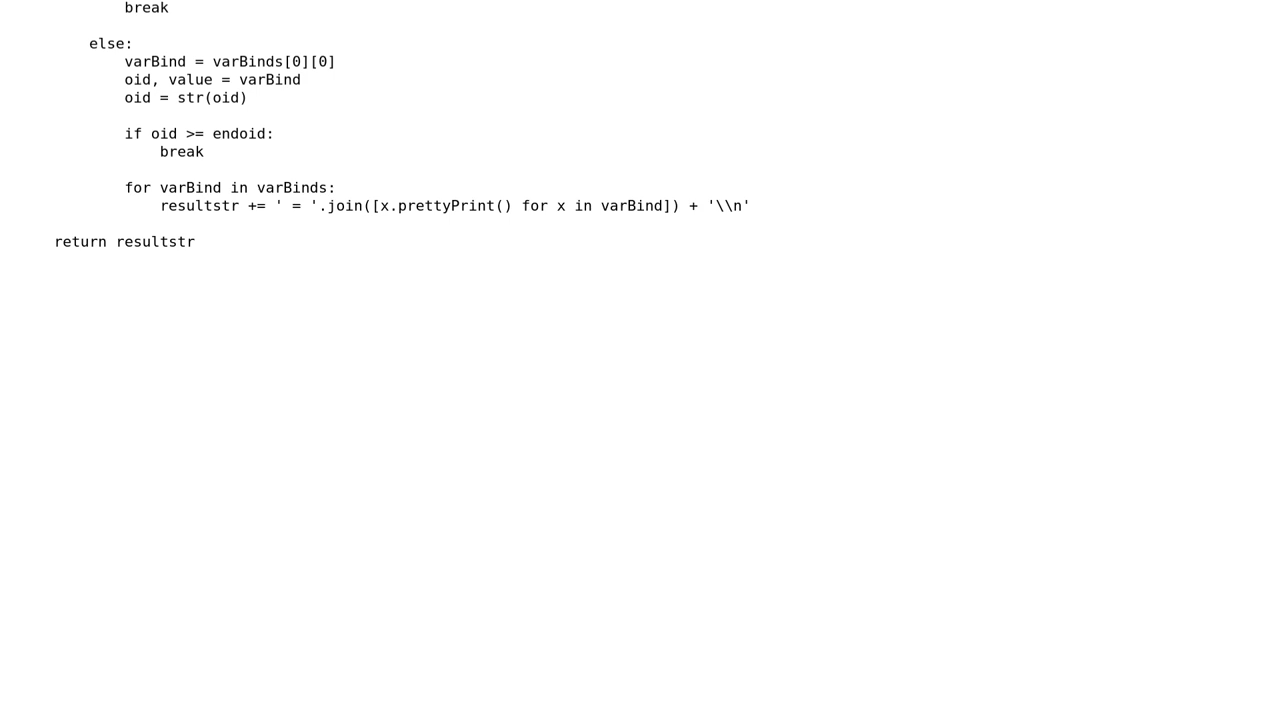 break
else:
varBind = varBinds[0][0]
oid, value = varBind
oid = str(oid)
if oid >= endoid:
break
for varBind in varBinds:
resultstr += ' = '.join([x.prettyPrint() for x in varBind]) + '\\n'
return resultstr